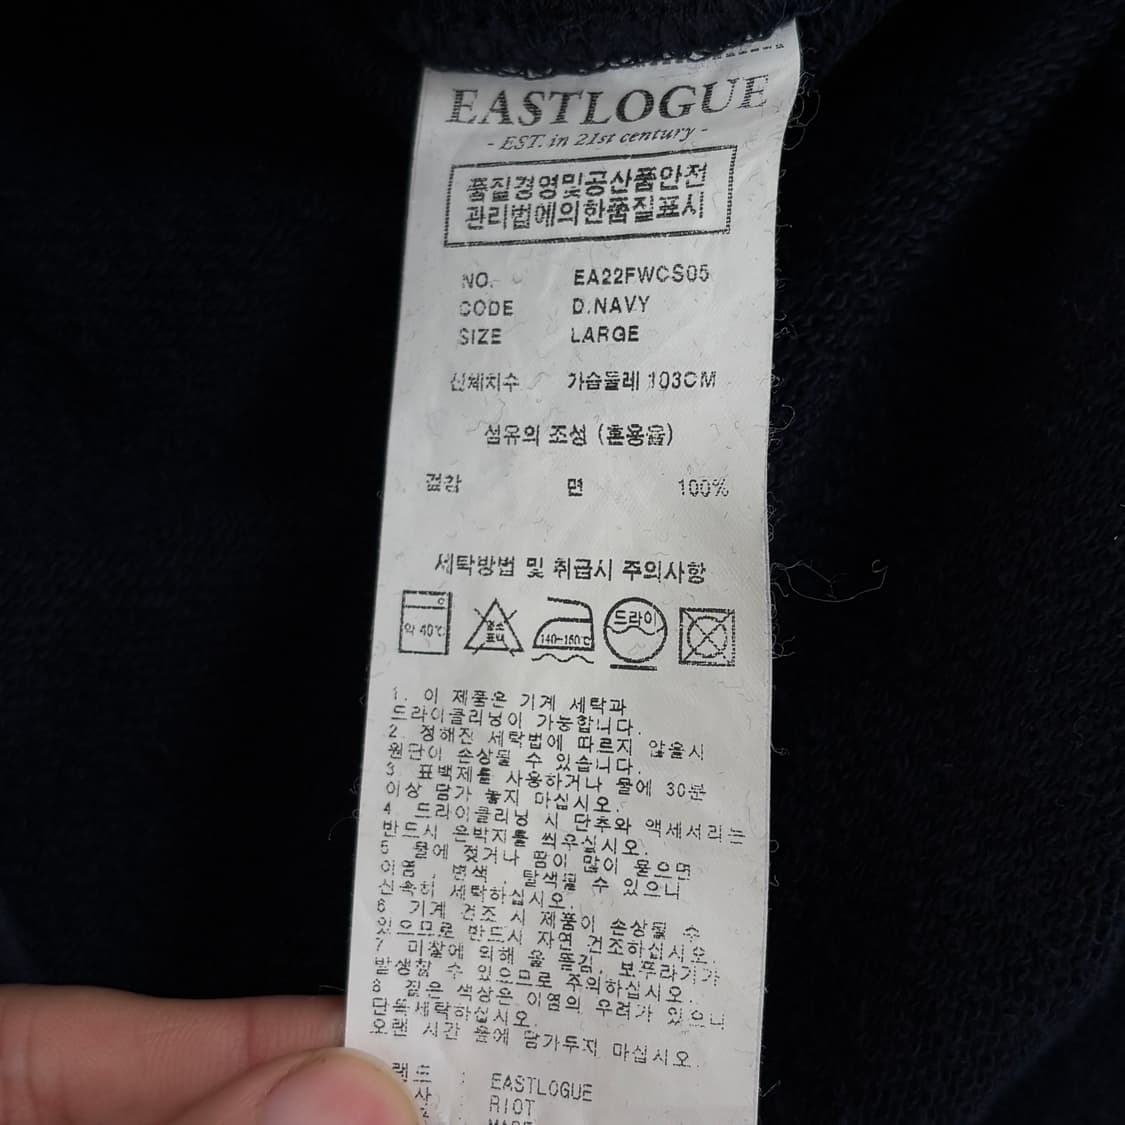 EASTLOGUE
- EST. in 21st century -
품질경영및공산품안전
관리법에의한품질표시
NO. EA22FWCS05
CODE D.NAVY
SIZE LARGE
신체치수 가슴둘레 103CM
섬유의 조성 (혼용율)
겉감 면 100%
세탁방법 및 취급시 주의사항
약 40℃ 염소 표백 140~160℃ 드라이
1. 이 제품은 기계 세탁과
드라이클리닝이 가능합니다.
2. 정해진 세탁법에 따르지 않을시
원단이 손상될 수 있습니다.
3 표백제를 사용하거나 물에 30분
이상 담가 놓지 마십시오.
4. 드라이클리닝 시 단추와 액세서리는
반드시 은박지를 씌우십시오.
5 물에 젖거나 땀이 많이 묻으면
이염, 변색, 탈색될 수 있으니
신속히 세탁하십시오.
6 기계 건조 시 제품이 손상될 수
있으므로 반드시 자연 건조하십시오.
7 마찰에 의해 올 뜯김, 보푸라기가
발생할 수 있으므로 주의하십시오.
8 짙은 색상은 이염의 우려가 있으니
단독세탁하십시오.
오랜 시간 물에 담가두지 마십시오.
랜드 : EASTLOGUE
사 : RIOT
MADE